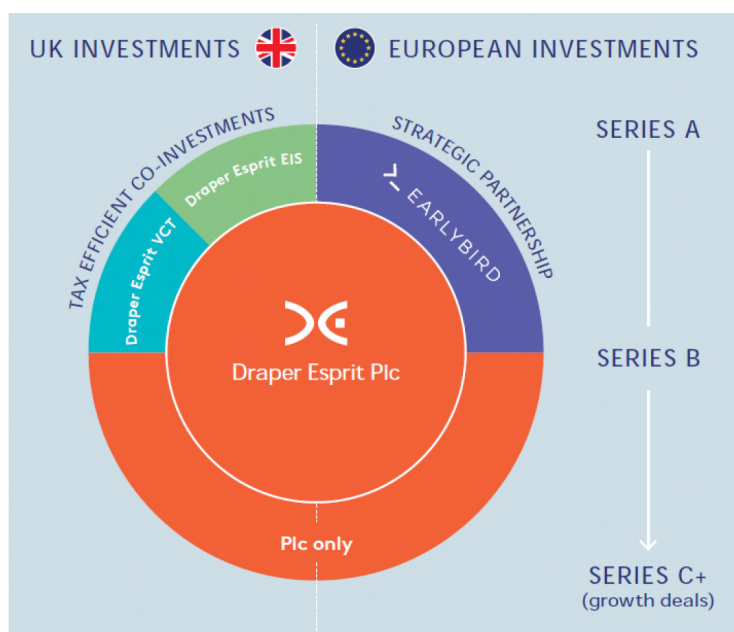 UK INVESTMENTS
EUROPEAN INVESTMENTS
TAX EFFICIENT CO-INVESTMENTS
STRATEGIC PARTNERSHIP
SERIES A
Draper Esprit EIS
EARLYBIRD
Draper Esprit VCT
Draper Esprit Plc
SERIES B
Plc only
SERIES C+
(growth deals)